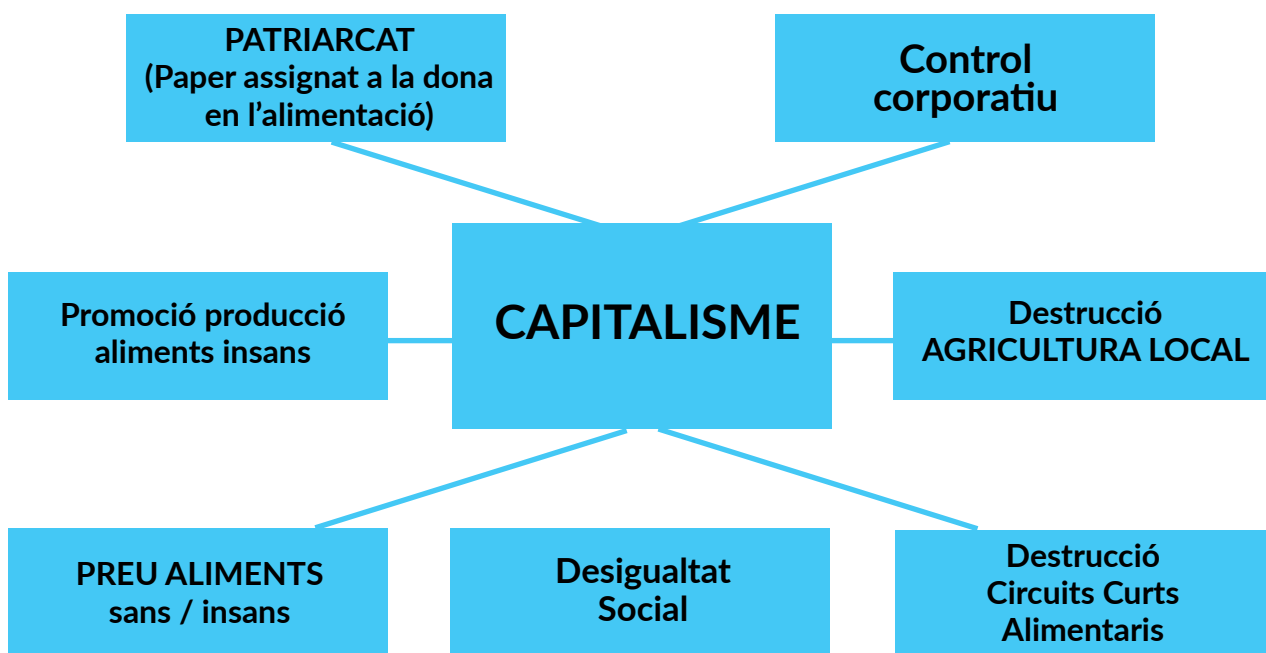 PATRIARCAT
(Paper assignat a la dona
en l’alimentació)
Control
corporatiu
CAPITALISME
Promoció producció
aliments insans
Destrucció
AGRICULTURA LOCAL
PREU ALIMENTS
sans / insans
Desigualtat
Social
Destrucció
Circuits Curts
Alimentaris